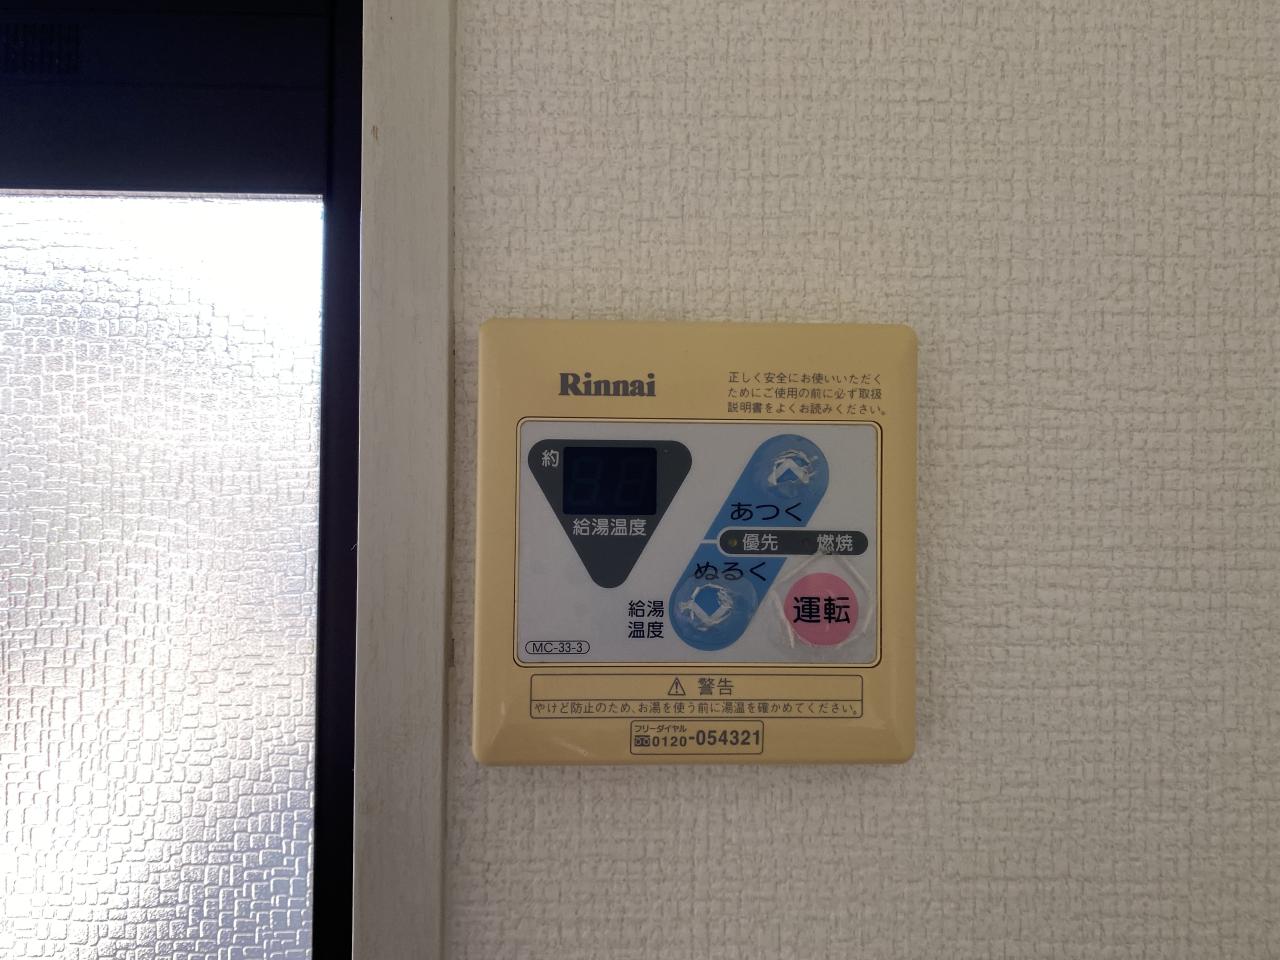 Rinnai
正しく安全にお使いいただく
ためにご使用の前に必ず取扱
説明書をよくお読みください。
約
給湯温度
あつく
優先 燃焼
ぬるく
給湯
温度
運転
MC-33-3
⚠ 警告
やけど防止のため、お湯を使う前に湯温を確かめてください。
フリーダイヤル
0120-054321